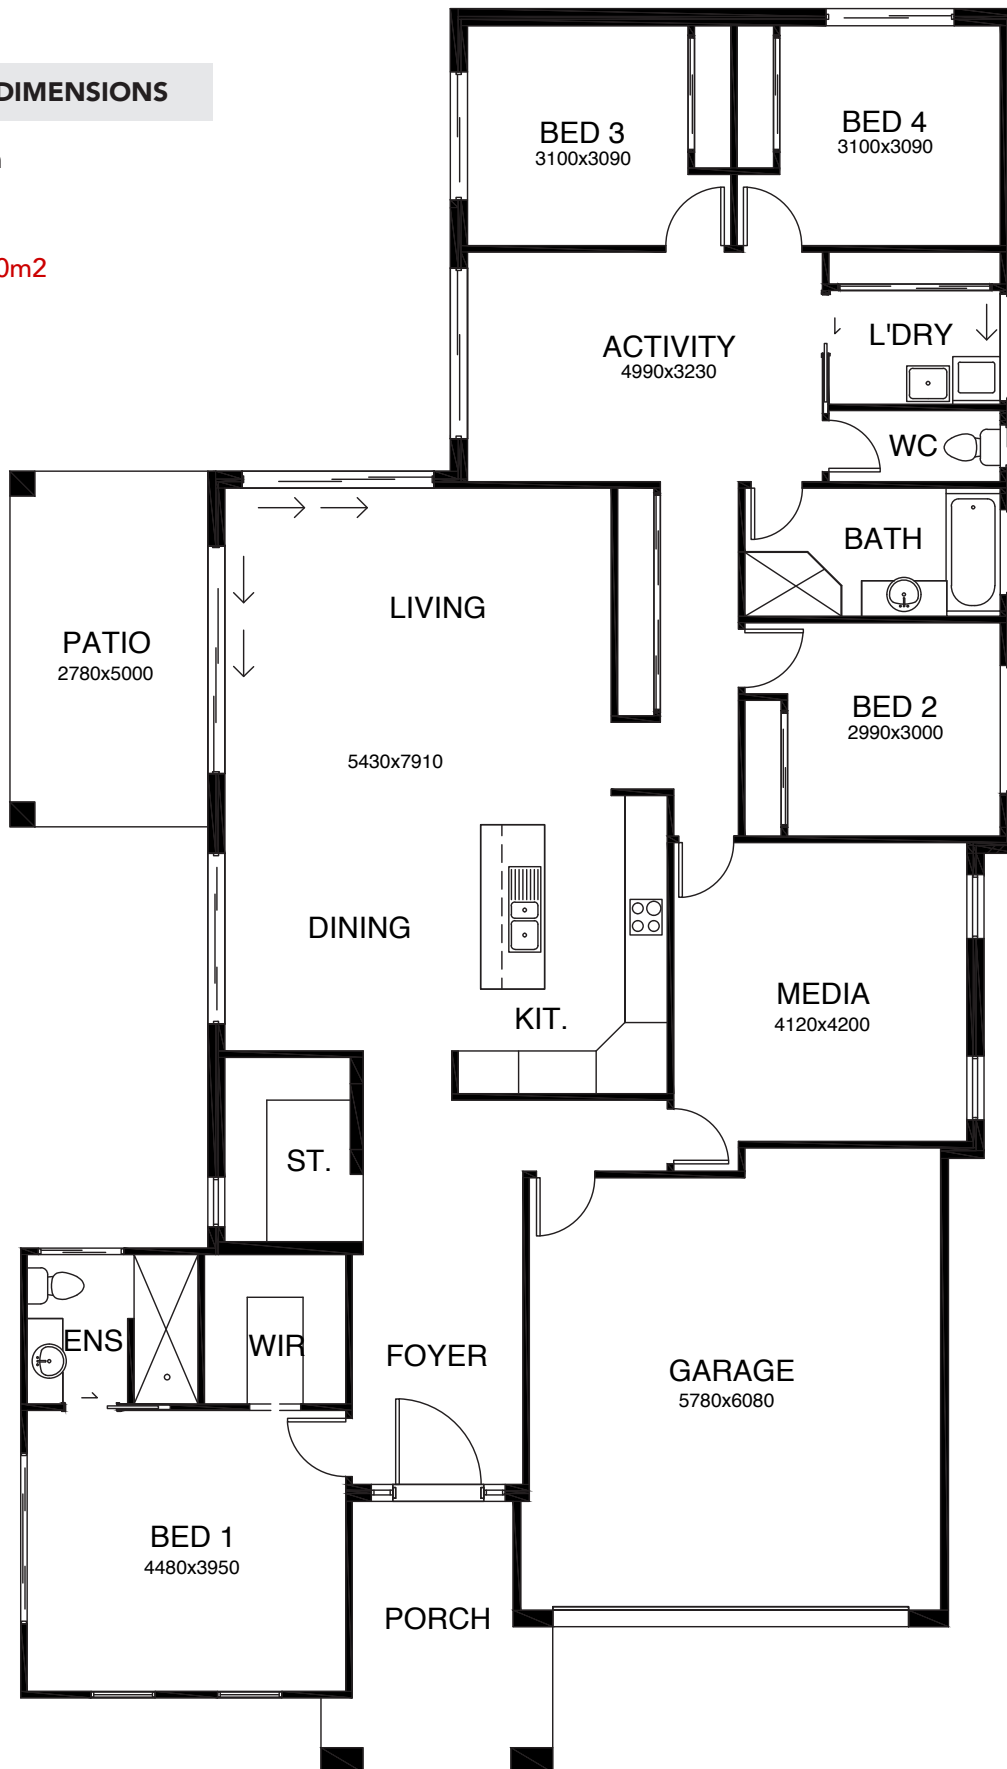 DIMENSIONS
0m2
BED 3
3100x3090
BED 4
3100x3090
ACTIVITY
4990x3230
L'DRY
WC
BATH
LIVING
PATIO
2780x5000
BED 2
2990x3000
5430x7910
DINING
MEDIA
4120x4200
KIT.
ST.
ENS
WIR
FOYER
GARAGE
5780x6080
BED 1
4480x3950
PORCH